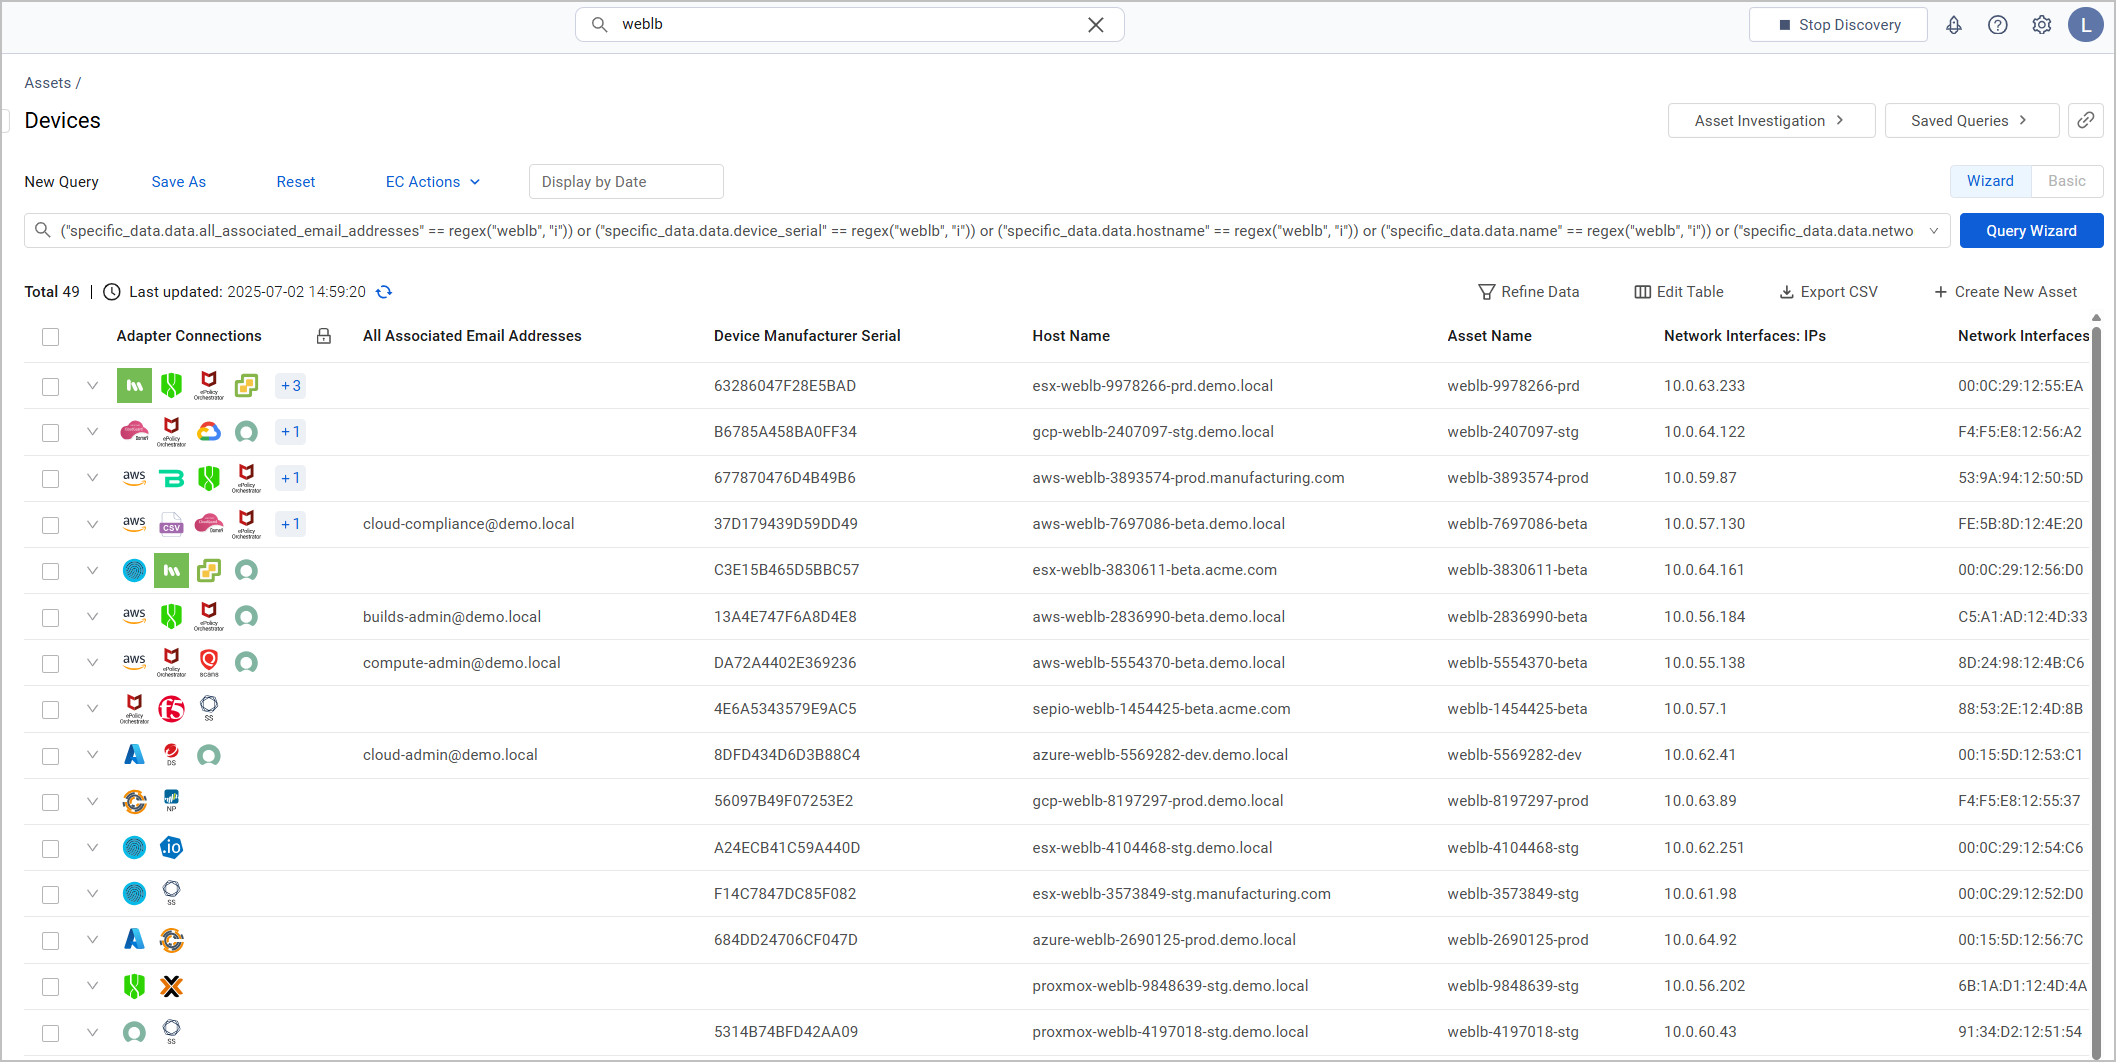 weblb
Stop Discovery
L
Assets /
Devices
Asset Investigation
Saved Queries
New Query
Save As
Reset
EC Actions
Display by Date
Wizard
Basic
("specific_data.data.all_associated_email_addresses" == regex("weblb", "i")) or ("specific_data.data.device_serial" == regex("weblb", "i")) or ("specific_data.data.hostname" == regex("weblb", "i")) or ("specific_data.data.name" == regex("weblb", "i")) or ("specific_data.data.netwo
Query Wizard
Total 49 | Last updated: 2025-07-02 14:59:20
Refine Data
Edit Table
Export CSV
+ Create New Asset
Adapter Connections All Associated Email Addresses Device Manufacturer Serial Host Name Asset Name Network Interfaces: IPs Network Interfaces
ePolicy Orchestrator +3 63286047F28E5BAD esx-weblb-9978266-prd.demo.local weblb-9978266-prd 10.0.63.233 00:0C:29:12:55:EA
Dome9 ePolicy Orchestrator +1 B6785A458BA0FF34 gcp-weblb-2407097-stg.demo.local weblb-2407097-stg 10.0.64.122 F4:F5:E8:12:56:A2
aws ePolicy Orchestrator +1 677870476D4B49B6 aws-weblb-3893574-prod.manufacturing.com weblb-3893574-prod 10.0.59.87 53:9A:94:12:50:5D
aws CSV Dome9 ePolicy Orchestrator +1 cloud-compliance@demo.local 37D179439D59DD49 aws-weblb-7697086-beta.demo.local weblb-7697086-beta 10.0.57.130 FE:5B:8D:12:4E:20
C3E15B465D5BBC57 esx-weblb-3830611-beta.acme.com weblb-3830611-beta 10.0.64.161 00:0C:29:12:56:D0
aws ePolicy Orchestrator builds-admin@demo.local 13A4E747F6A8D4E8 aws-weblb-2836990-beta.demo.local weblb-2836990-beta 10.0.56.184 C5:A1:AD:12:4D:33
aws ePolicy Orchestrator scans compute-admin@demo.local DA72A4402E369236 aws-weblb-5554370-beta.demo.local weblb-5554370-beta 10.0.55.138 8D:24:98:12:4B:C6
ePolicy Orchestrator f5 SS 4E6A5343579E9AC5 sepio-weblb-1454425-beta.acme.com weblb-1454425-beta 10.0.57.1 88:53:2E:12:4D:8B
DS cloud-admin@demo.local 8DFD434D6D3B88C4 azure-weblb-5569282-dev.demo.local weblb-5569282-dev 10.0.62.41 00:15:5D:12:53:C1
NP 56097B49F07253E2 gcp-weblb-8197297-prod.demo.local weblb-8197297-prod 10.0.63.89 F4:F5:E8:12:55:37
.io A24ECB41C59A440D esx-weblb-4104468-stg.demo.local weblb-4104468-stg 10.0.62.251 00:0C:29:12:54:C6
SS F14C7847DC85F082 esx-weblb-3573849-stg.manufacturing.com weblb-3573849-stg 10.0.61.98 00:0C:29:12:52:D0
684DD24706CF047D azure-weblb-2690125-prod.demo.local weblb-2690125-prod 10.0.64.92 00:15:5D:12:56:7C
proxmox-weblb-9848639-stg.demo.local weblb-9848639-stg 10.0.56.202 6B:1A:D1:12:4D:4A
SS 5314B74BFD42AA09 proxmox-weblb-4197018-stg.demo.local weblb-4197018-stg 10.0.60.43 91:34:D2:12:51:54